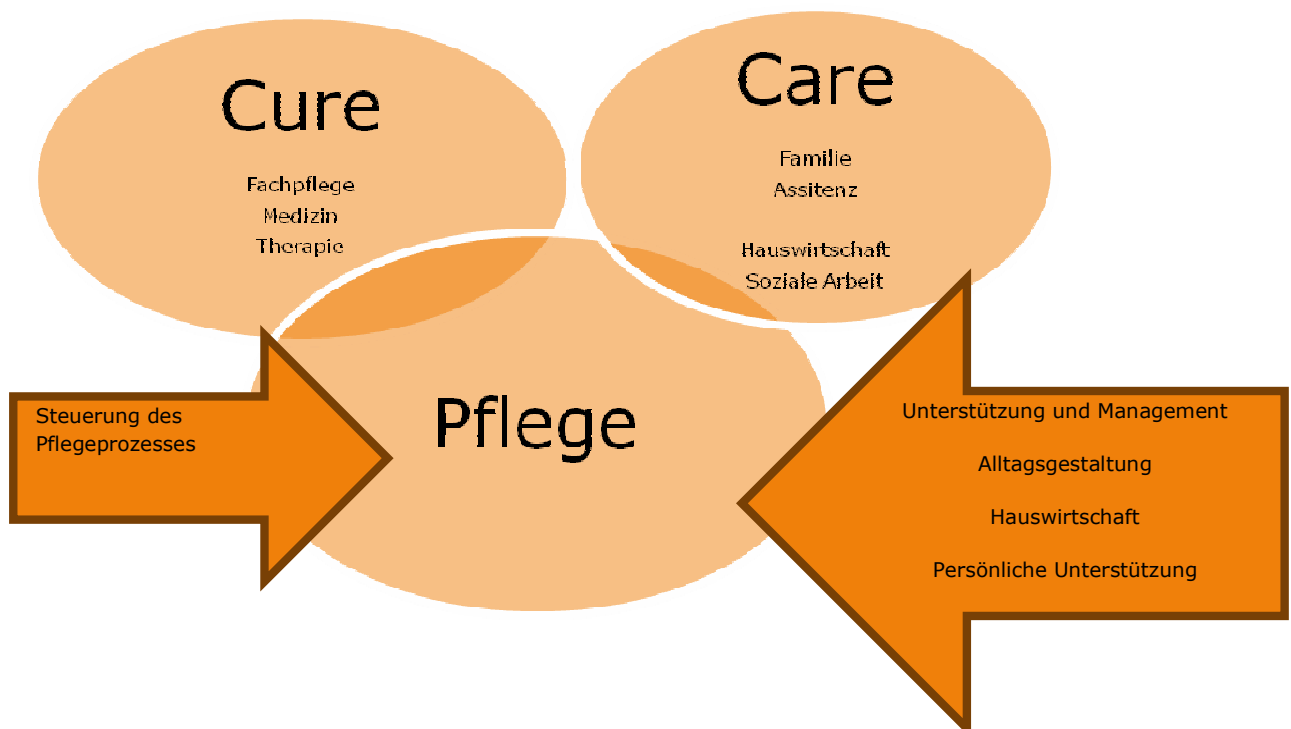 Cure
Fachpflege
Medizin
Therapie
Care
Familie
Assitenz
Hauswirtschaft
Soziale Arbeit
Pflege
Steuerung des
Pflegeprozesses
Unterstützung und Management
Alltagsgestaltung
Hauswirtschaft
Persönliche Unterstützung